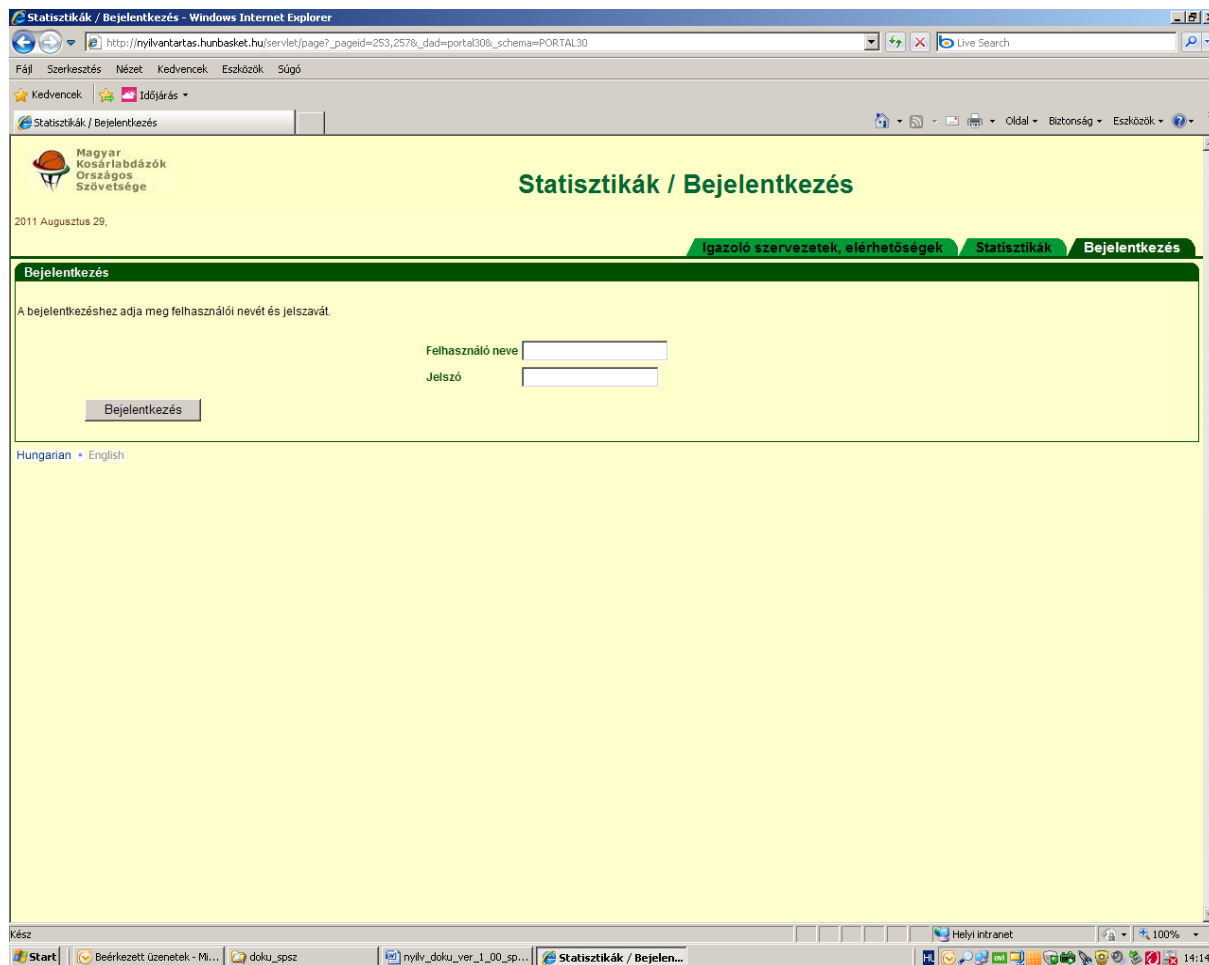 Statisztikák / Bejelentkezés - Windows Internet Explorer
http://nyilvantartas.hunbasket.hu/servlet/page?_pageid=253,257&_dad=portal30&_schema=PORTAL30
Live Search
Fájl Szerkesztés Nézet Kedvencek Eszközök Súgó
Kedvencek Időjárás
Statisztikák / Bejelentkezés
Oldal Biztonság Eszközök
Magyar
Kosárlabdázók
Országos
Szövetsége
Statisztikák / Bejelentkezés
2011 Augusztus 29,
Igazoló szervezetek, elérhetőségek Statisztikák Bejelentkezés
Bejelentkezés
A bejelentkezéshez adja meg felhasználói nevét és jelszavát.
Felhasználó neve
Jelszó
Bejelentkezés
Hungarian • English
Kész
Helyi intranet
100%
Start Beérkezett üzenetek - Mi... doku_spsz nyilv_doku_ver_1_00_sp... Statisztikák / Bejelen... HU 14:14